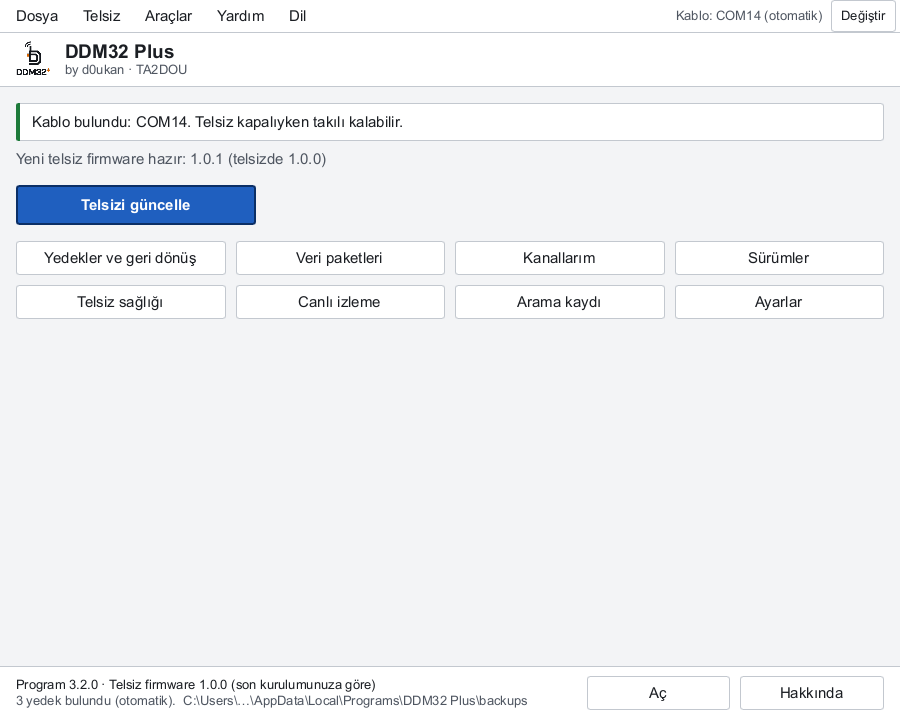 Dosya Telsiz Araçlar Yardım Dil Kablo: COM14 (otomatik) Değiştir
DDM32+
DDM32 Plus
by d0ukan · TA2DOU
Kablo bulundu: COM14. Telsiz kapalıyken takılı kalabilir.
Yeni telsiz firmware hazır: 1.0.1 (telsizde 1.0.0)
Telsizi güncelle
Yedekler ve geri dönüş Veri paketleri Kanallarım Sürümler
Telsiz sağlığı Canlı izleme Arama kaydı Ayarlar
Program 3.2.0 · Telsiz firmware 1.0.0 (son kurulumunuza göre)
3 yedek bulundu (otomatik). C:\Users\...\AppData\Local\Programs\DDM32 Plus\backups
Aç Hakkında